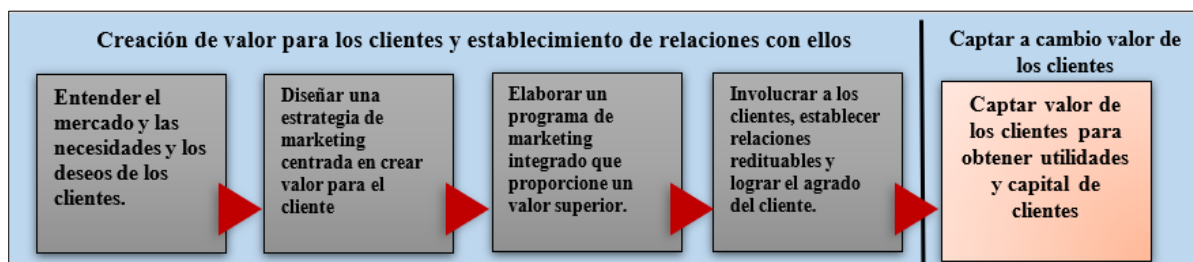 Creación de valor para los clientes y establecimiento de relaciones con ellos
Entender el
mercado y las
necesidades y los
deseos de los
clientes.
Diseñar una
estrategia de
marketing
centrada en crear
valor para el
cliente
Elaborar un
programa de
marketing
integrado que
proporcione un
valor superior.
Involucrar a los
clientes, establecer
relaciones
redituables y
lograr el agrado
del cliente.
Captar a cambio valor de
los clientes
Captar valor de
los clientes para
obtener utilidades
y capital de
clientes